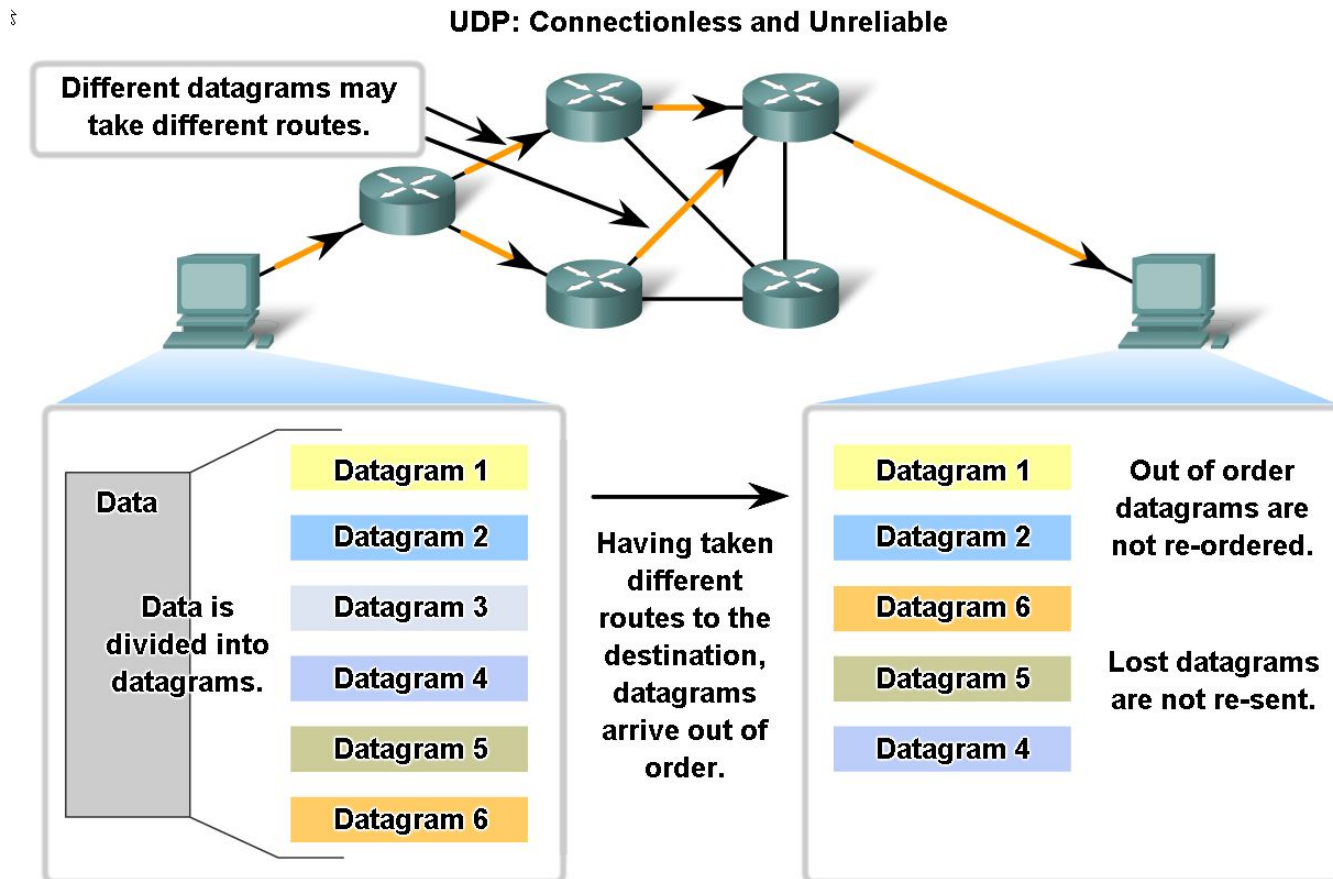 UDP: Connectionless and Unreliable
Different datagrams may
take different routes.
Data
Data is
divided into
datagrams.
Datagram 1
Datagram 2
Datagram 3
Datagram 4
Datagram 5
Datagram 6
Having taken
different
routes to the
destination,
datagrams
arrive out of
order.
Datagram 1
Datagram 2
Datagram 6
Datagram 5
Datagram 4
Out of order
datagrams are
not re-ordered.
Lost datagrams
are not re-sent.